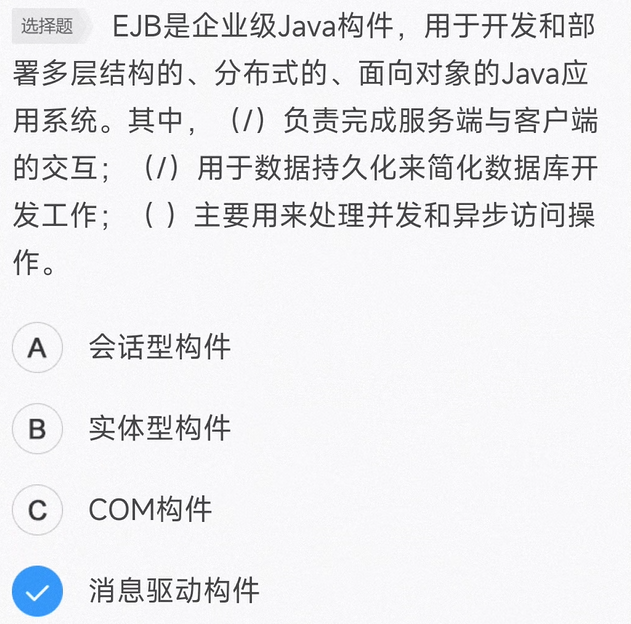 选择题 EJB是企业级Java构件，用于开发和部
署多层结构的、分布式的、面向对象的Java应
用系统。其中，（/）负责完成服务端与客户端
的交互；（/）用于数据持久化来简化数据库开
发工作；（ ）主要用来处理并发和异步访问操
作。
A 会话型构件
B 实体型构件
C COM构件
消息驱动构件